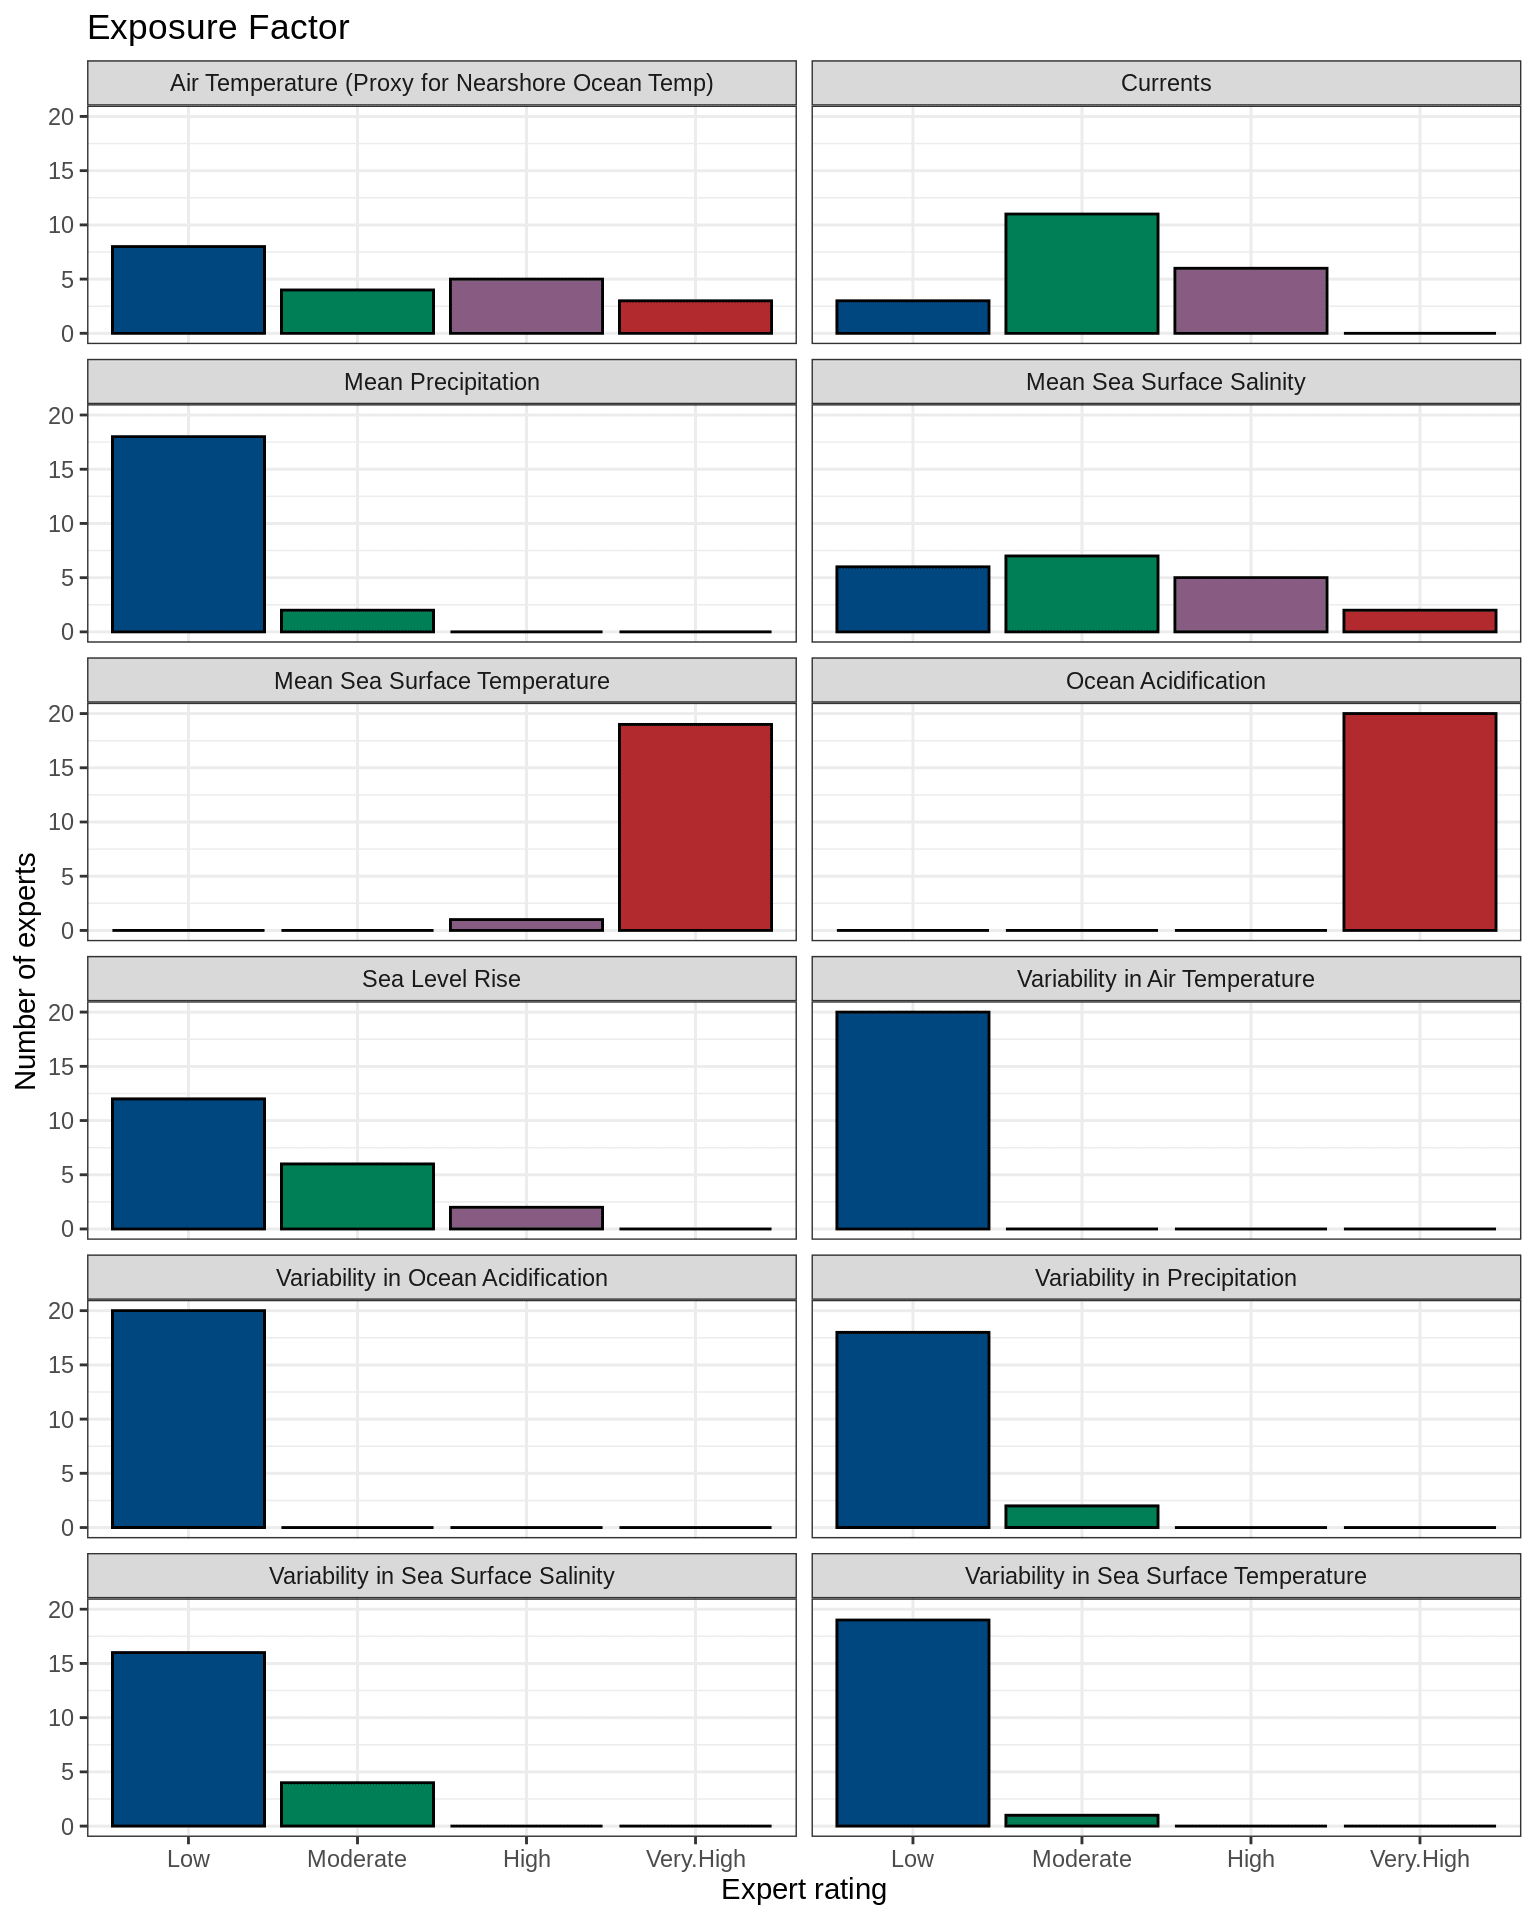 Exposure Factor
Air Temperature (Proxy for Nearshore Ocean Temp)
Currents
20
15
10
5
0
Mean Precipitation
Mean Sea Surface Salinity
20
15
10
5
0
Mean Sea Surface Temperature
Ocean Acidification
20
15
10
5
0
Number of experts
Sea Level Rise
Variability in Air Temperature
20
15
10
5
0
Variability in Ocean Acidification
Variability in Precipitation
20
15
10
5
0
Variability in Sea Surface Salinity
Variability in Sea Surface Temperature
20
15
10
5
0
Low Moderate High Very.High
Low Moderate High Very.High
Expert rating